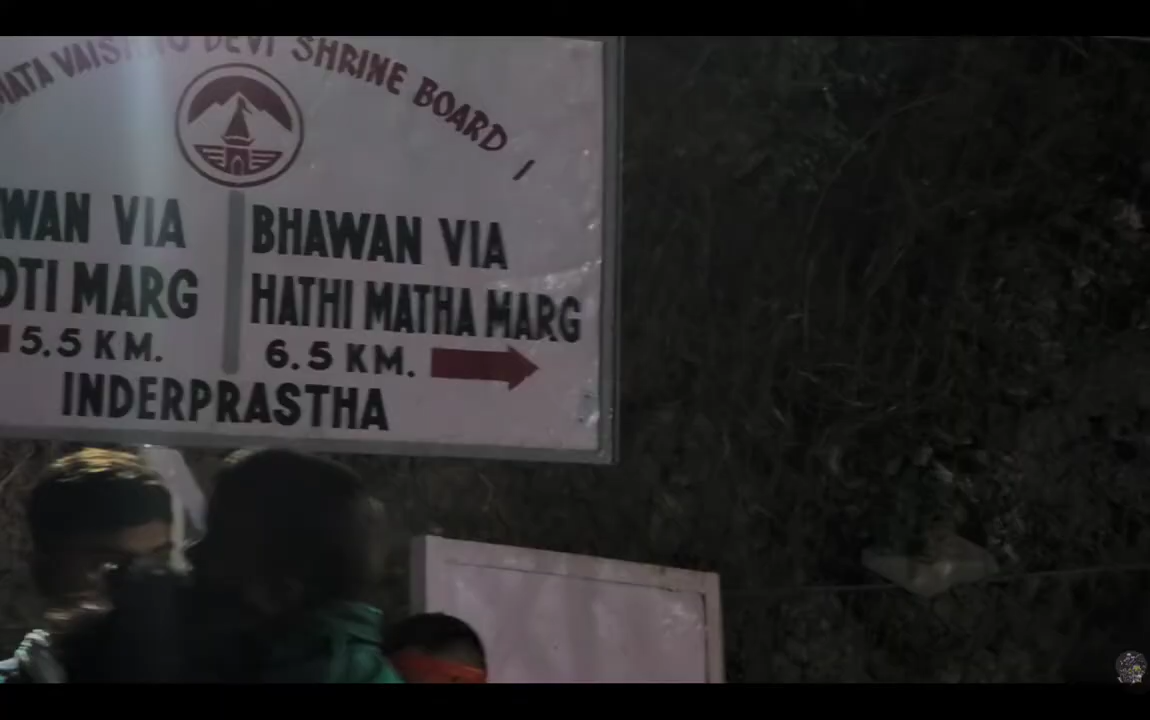 MATA VAISHNO DEVI SHRINE BOARD
WAN VIA
OTI MARG
5.5 KM.
BHAWAN VIA
HATHI MATHA MARG
6.5 KM.
INDERPRASTHA